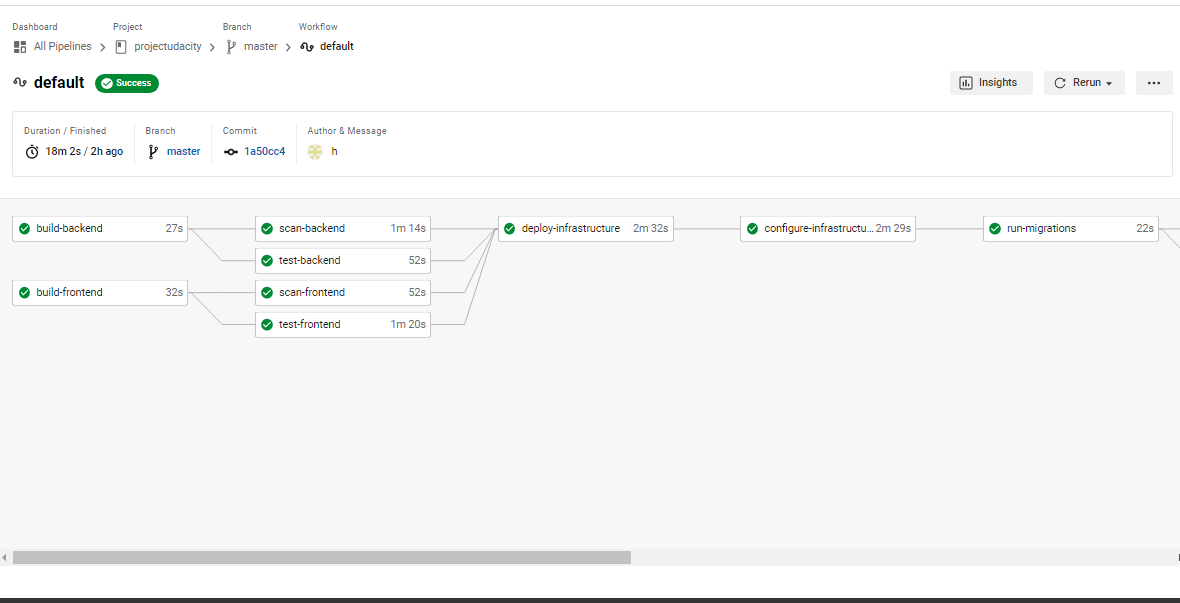 Dashboard Project Branch Workflow
All Pipelines projectudacity master default
default Success Insights Rerun
Duration / Finished Branch Commit Author & Message
18m 2s / 2h ago master 1a50cc4 h
build-backend 27s scan-backend 1m 14s deploy-infrastructure 2m 32s configure-infrastructu... 2m 29s run-migrations 22s
test-backend 52s
build-frontend 32s scan-frontend 52s
test-frontend 1m 20s